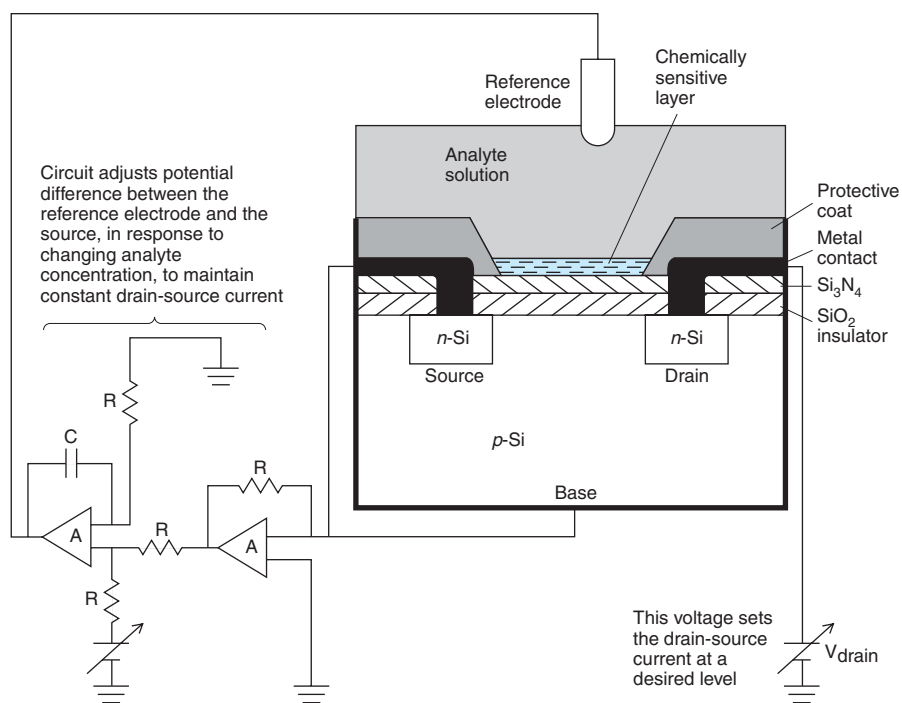 Reference
electrode
Chemically
sensitive
layer
Analyte
solution
Circuit adjusts potential
difference between the
reference electrode and the
source, in response to
changing analyte
concentration, to maintain
constant drain-source current
Protective
coat
Metal
contact
Si₃N₄
SiO₂
insulator
n-Si
Source
n-Si
Drain
p-Si
Base
R
C
A
R
R
R
A
This voltage sets
the drain-source
current at a
desired level
Vdrain